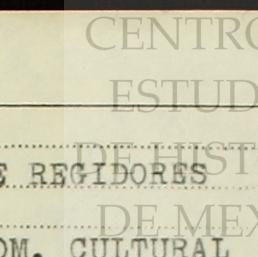 CENTRO
ESTUD
DE HIST
E REGIDORES
DE MEX
OM. CULTURAL